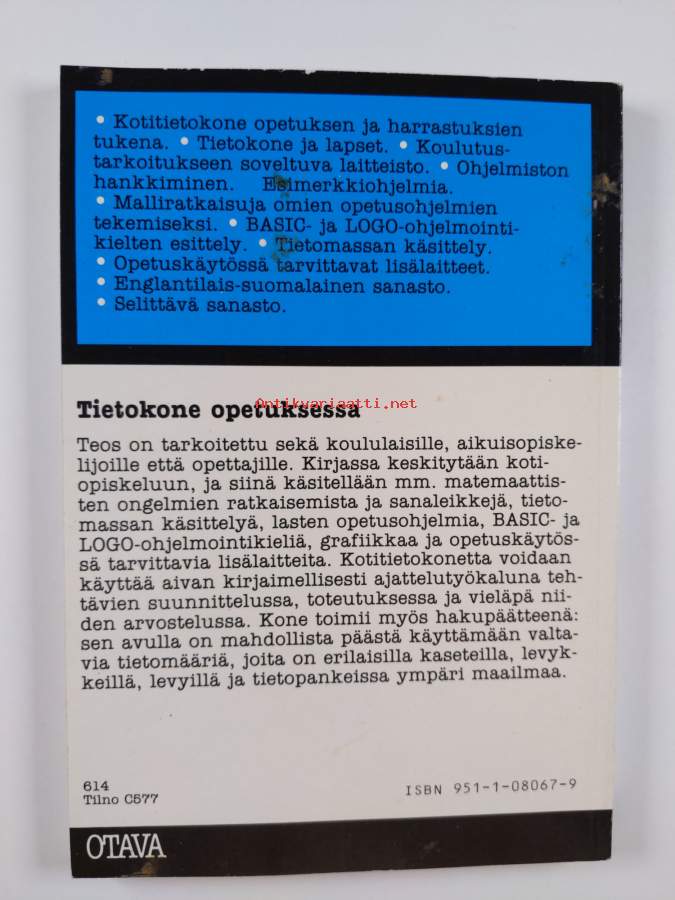 • Kotitietokone opetuksen ja harrastuksien
tukena. • Tietokone ja lapset. • Koulutus-
tarkoitukseen soveltuva laitteisto. • Ohjelmiston
hankkiminen. Esimerkkiohjelmia.
• Malliratkaisuja omien opetusohjelmien
tekemiseksi. • BASIC- ja LOGO-ohjelmointi-
kielten esittely. • Tietomassan käsittely.
• Opetuskäytössä tarvittavat lisälaitteet.
• Englantilais-suomalainen sanasto.
• Selittävä sanasto.
Antikvariaatti.net
Tietokone opetuksessa
Teos on tarkoitettu sekä koululaisille, aikuisopiske-
lijoille että opettajille. Kirjassa keskitytään koti-
opiskeluun, ja siinä käsitellään mm. matemaattis-
ten ongelmien ratkaisemista ja sanaleikkejä, tieto-
massan käsittelyä, lasten opetusohjelmia, BASIC- ja
LOGO-ohjelmointikieliä, grafiikkaa ja opetuskäytös-
sä tarvittavia lisälaitteita. Kotitietokonetta voidaan
käyttää aivan kirjaimellisesti ajattelutyökaluna teh-
tävien suunnittelussa, toteutuksessa ja vieläpä nii-
den arvostelussa. Kone toimii myös hakupäätteenä:
sen avulla on mahdollista päästä käyttämään valta-
via tietomääriä, joita on erilaisilla kaseteilla, levyk-
keillä, levyillä ja tietopankeissa ympäri maailmaa.
614
Tilno C577
ISBN 951-1-08067-9
OTAVA